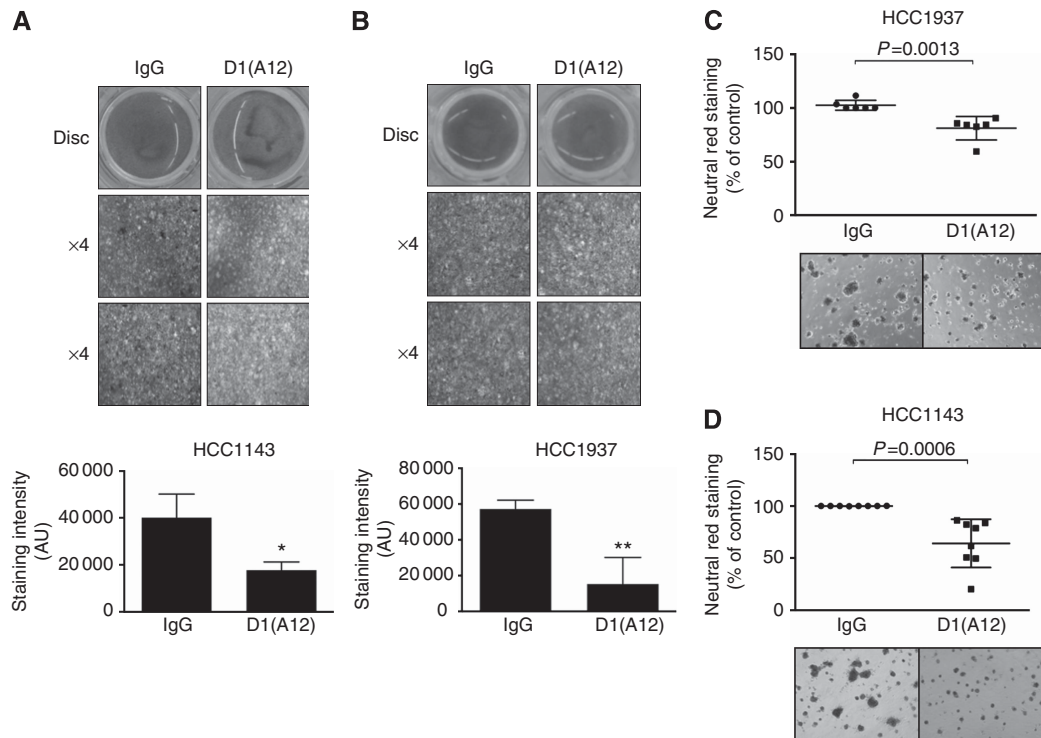 A
IgG
D1(A12)
Disc
×4
×4
HCC1143
Staining intensity
(AU)
60 000
40 000
20 000
0
*
IgG
D1(A12)
B
IgG
D1(A12)
HCC1937
Staining intensity
(AU)
80 000
60 000
40 000
20 000
0
**
IgG
D1(A12)
C
HCC1937
P=0.0013
Neutral red staining
(% of control)
150
100
50
0
IgG
D1(A12)
D
HCC1143
P=0.0006
Neutral red staining
(% of control)
150
100
50
0
IgG
D1(A12)